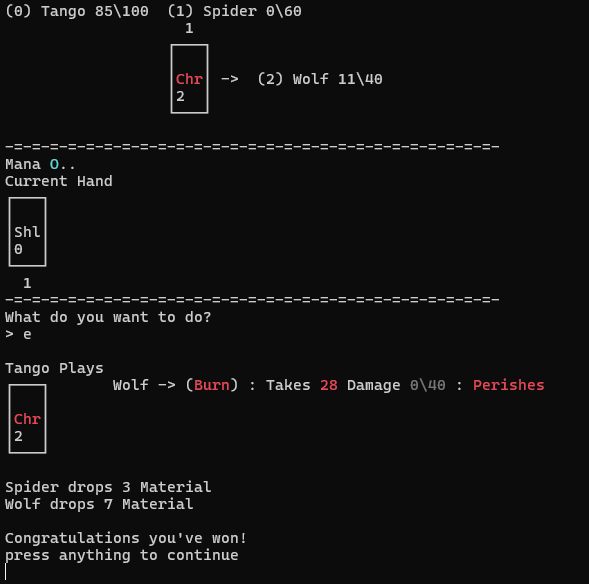 (0) Tango 85\100  (1) Spider 0\60
1
Chr ->  (2) Wolf 11\40
2
-=-=-=-=-=-=-=-=-=-=-=-=-=-=-=-=-=-=-=-=-=-=-=-=-=-=-=-
Mana O..
Current Hand
Shl
0
1
-=-=-=-=-=-=-=-=-=-=-=-=-=-=-=-=-=-=-=-=-=-=-=-=-=-=-=-
What do you want to do?
> e
Tango Plays
Wolf -> (Burn) : Takes 28 Damage 0\40 : Perishes
Chr
2
Spider drops 3 Material
Wolf drops 7 Material
Congratulations you've won!
press anything to continue